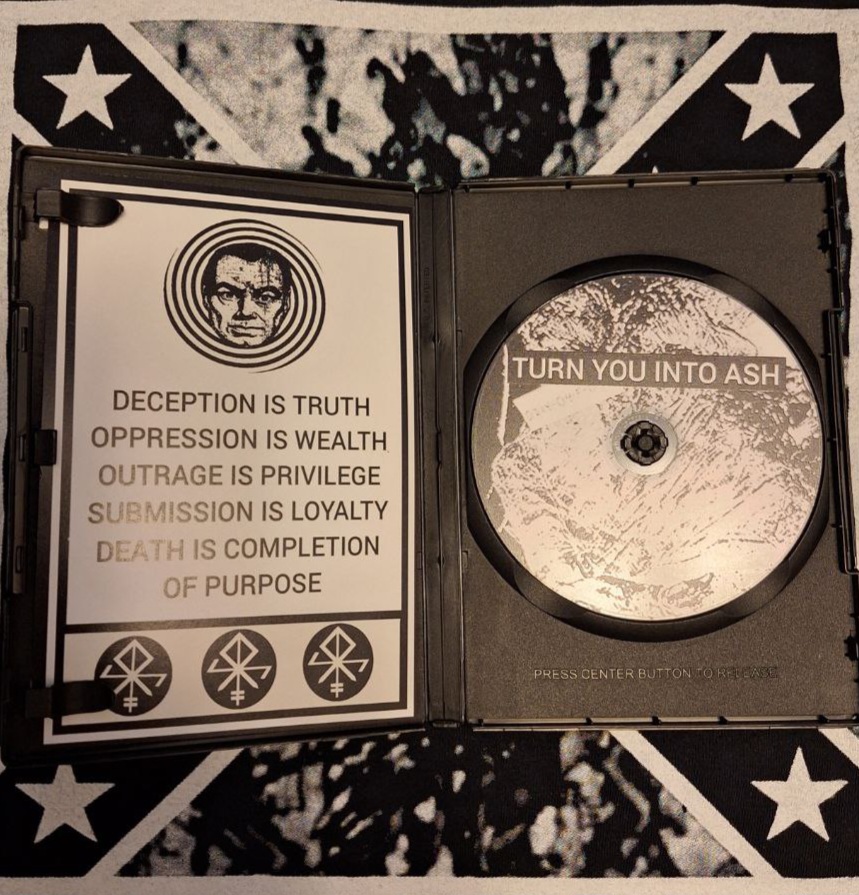 DECEPTION IS TRUTH
OPPRESSION IS WEALTH
OUTRAGE IS PRIVILEGE
SUBMISSION IS LOYALTY
DEATH IS COMPLETION
OF PURPOSE
TURN YOU INTO ASH
PRESS CENTER BUTTON TO RELEASE